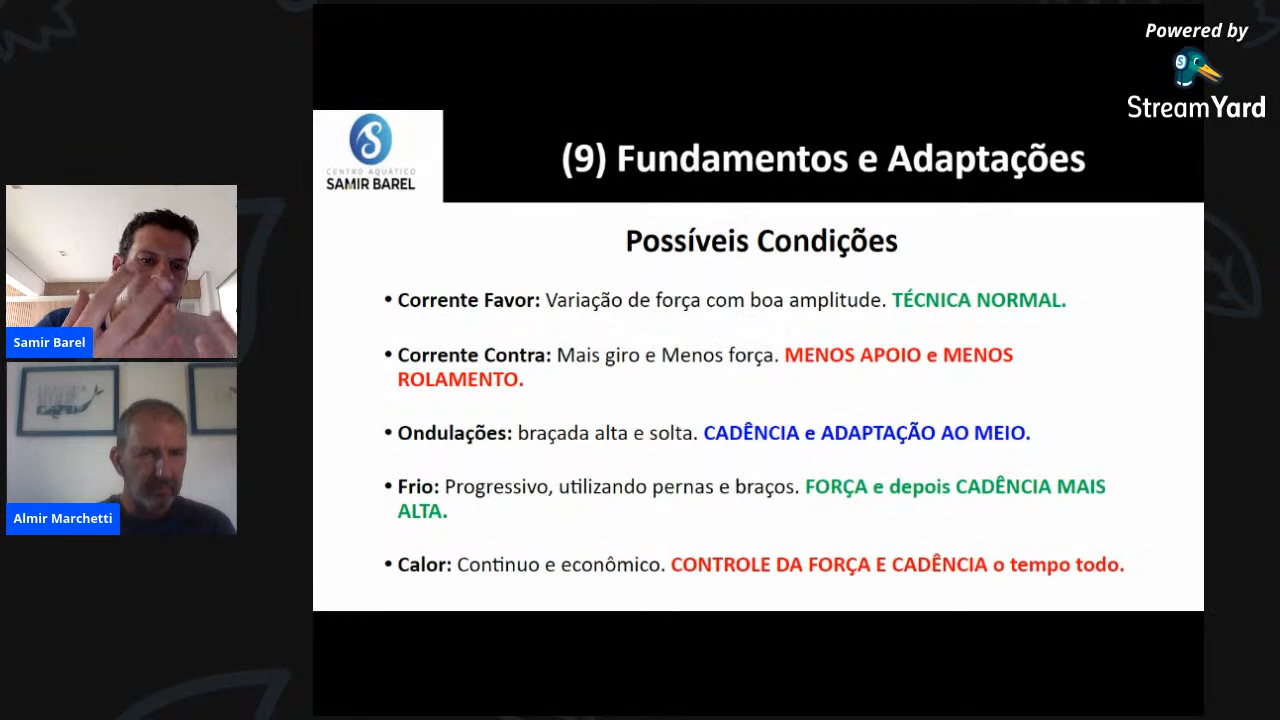 Powered by
StreamYard
CENTRO AQUÁTICO
SAMIR BAREL
(9) Fundamentos e Adaptações
Possíveis Condições
• Corrente Favor: Variação de força com boa amplitude. TÉCNICA NORMAL.
• Corrente Contra: Mais giro e Menos força. MENOS APOIO e MENOS
ROLAMENTO.
• Ondulações: braçada alta e solta. CADÊNCIA e ADAPTAÇÃO AO MEIO.
• Frio: Progressivo, utilizando pernas e braços. FORÇA e depois CADÊNCIA MAIS
ALTA.
• Calor: Continuo e econômico. CONTROLE DA FORÇA E CADÊNCIA o tempo todo.
Samir Barel
Almir Marchetti